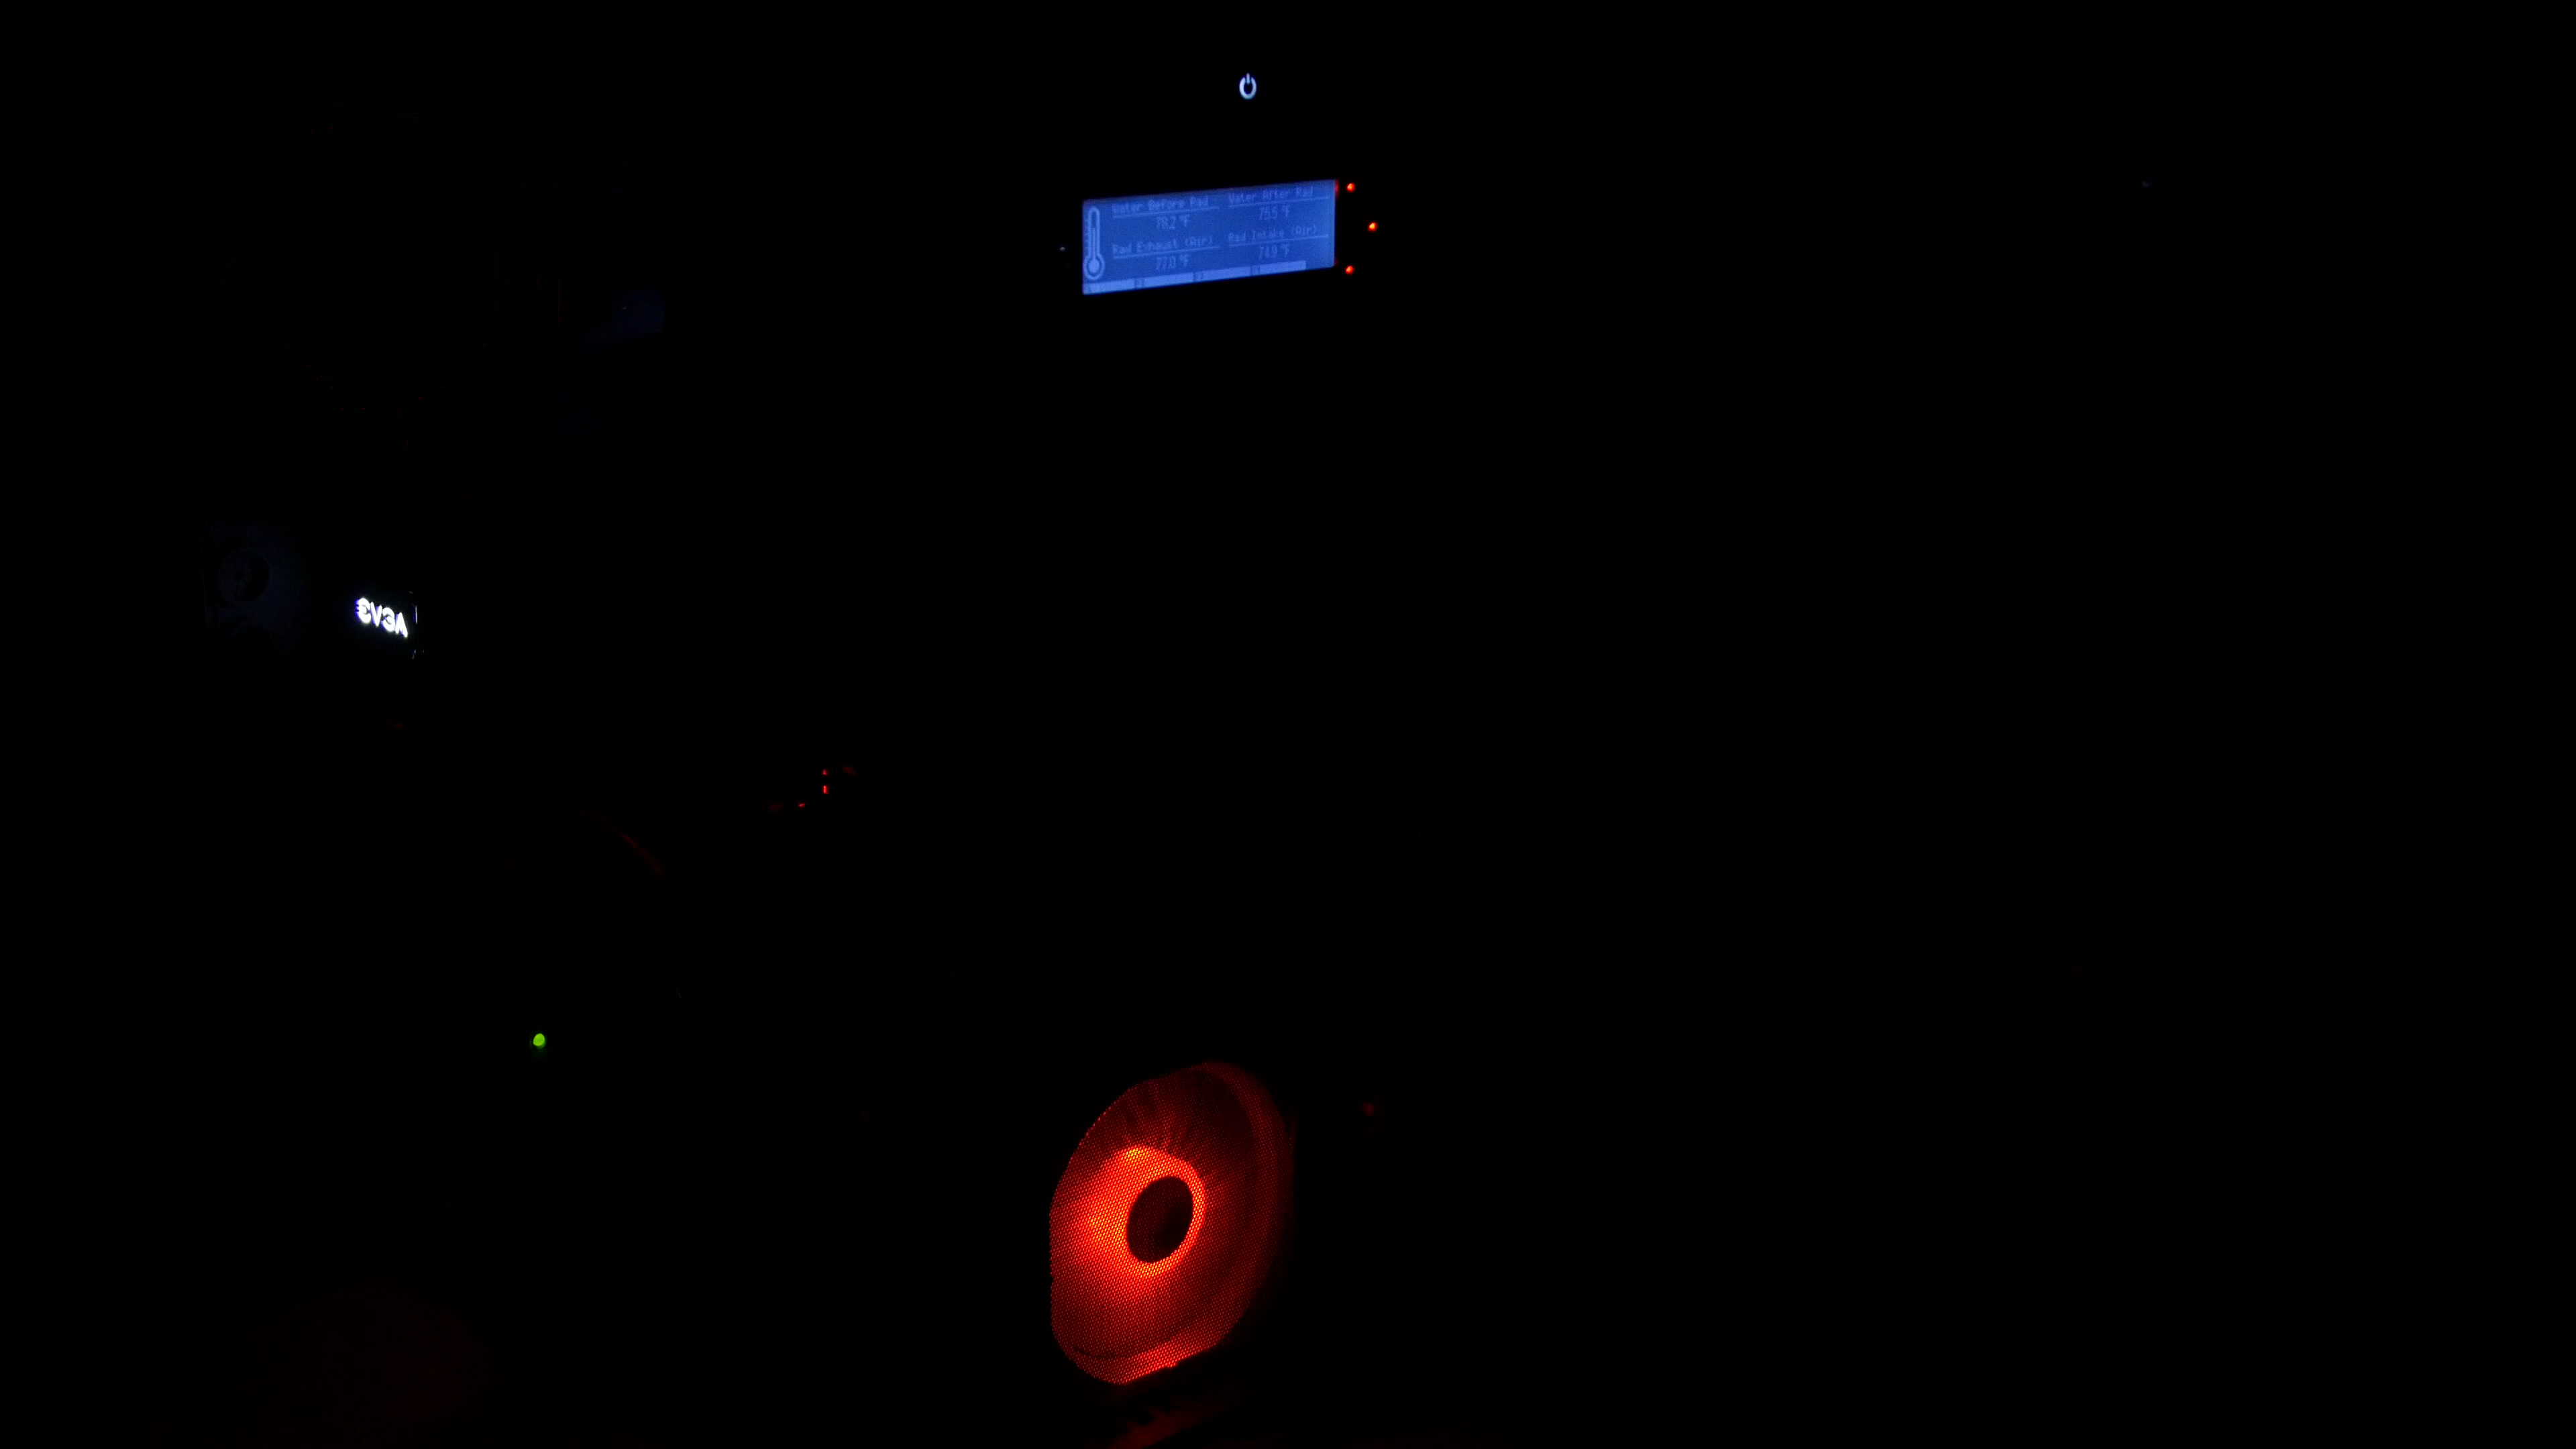 Water Before Rad Water After Rad
78.2 °F 75.5 °F
Rad Exhaust (Air) Rad Intake (Air)
77.0 °F 74.9 °F
EVGA